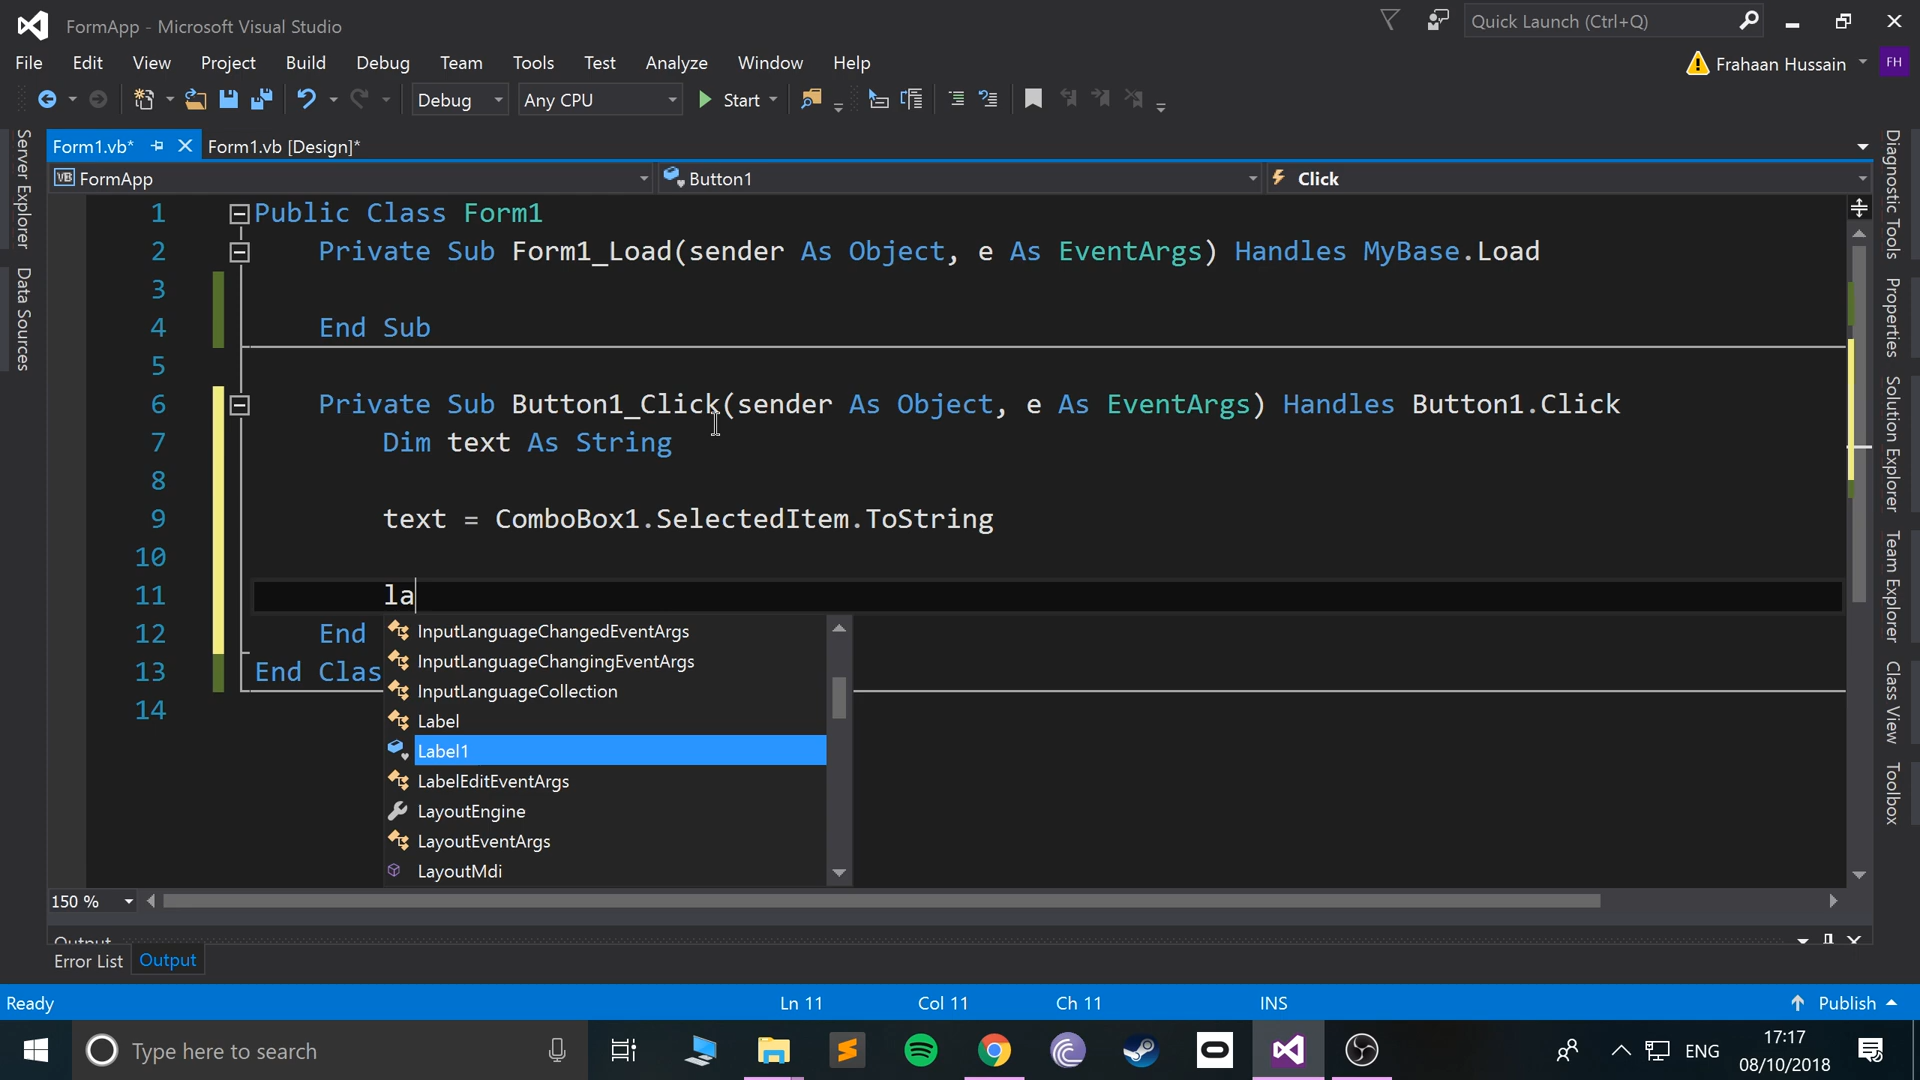 FormApp - Microsoft Visual Studio
Quick Launch (Ctrl+Q)
File Edit View Project Build Debug Team Tools Test Analyze Window Help
Frahaan Hussain FH
Debug Any CPU Start
Server Explorer
Data Sources
Form1.vb* Form1.vb [Design]*
VB FormApp Button1 Click
1 Public Class Form1
2 Private Sub Form1_Load(sender As Object, e As EventArgs) Handles MyBase.Load
3
4 End Sub
5
6 Private Sub Button1_Click(sender As Object, e As EventArgs) Handles Button1.Click
7 Dim text As String
8
9 text = ComboBox1.SelectedItem.ToString
10
11 la
12 End
13 End Clas
14
InputLanguageChangedEventArgs
InputLanguageChangingEventArgs
InputLanguageCollection
Label
Label1
LabelEditEventArgs
LayoutEngine
LayoutEventArgs
LayoutMdi
Diagnostic Tools
Properties
Solution Explorer
Team Explorer
Class View
Toolbox
150 %
Output
Error List Output
Ready Ln 11 Col 11 Ch 11 INS Publish
Type here to search
ENG
17:17
08/10/2018